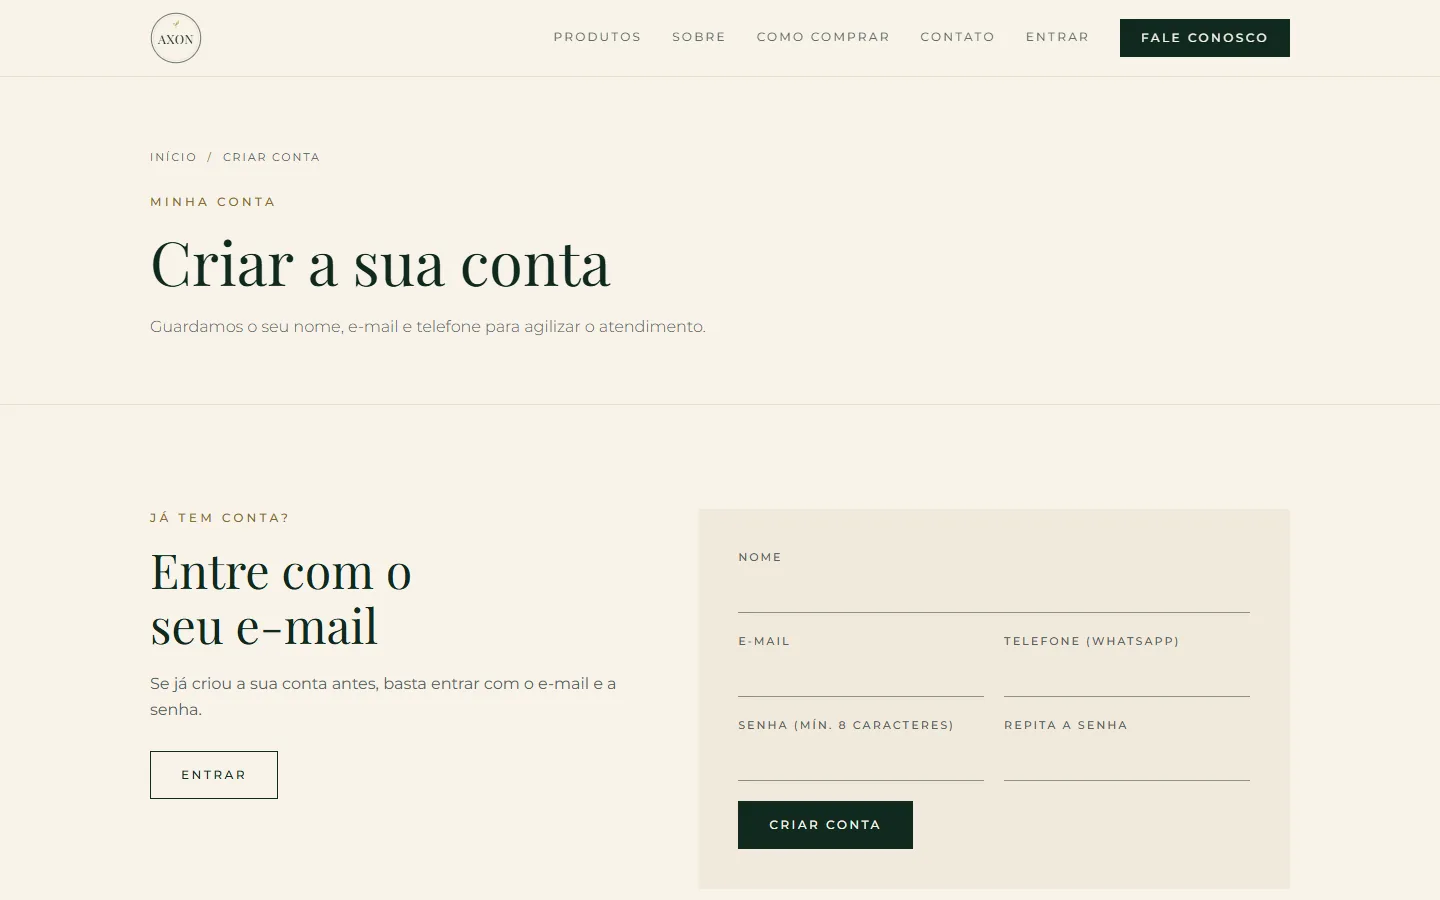 AXON
PRODUTOS
SOBRE
COMO COMPRAR
CONTATO
ENTRAR
FALE CONOSCO
INÍCIO / CRIAR CONTA
MINHA CONTA
Criar a sua conta
Guardamos o seu nome, e-mail e telefone para agilizar o atendimento.
JÁ TEM CONTA?
Entre com o
seu e-mail
Se já criou a sua conta antes, basta entrar com o e-mail e a
senha.
ENTRAR
NOME
E-MAIL
TELEFONE (WHATSAPP)
SENHA (MÍN. 8 CARACTERES)
REPITA A SENHA
CRIAR CONTA